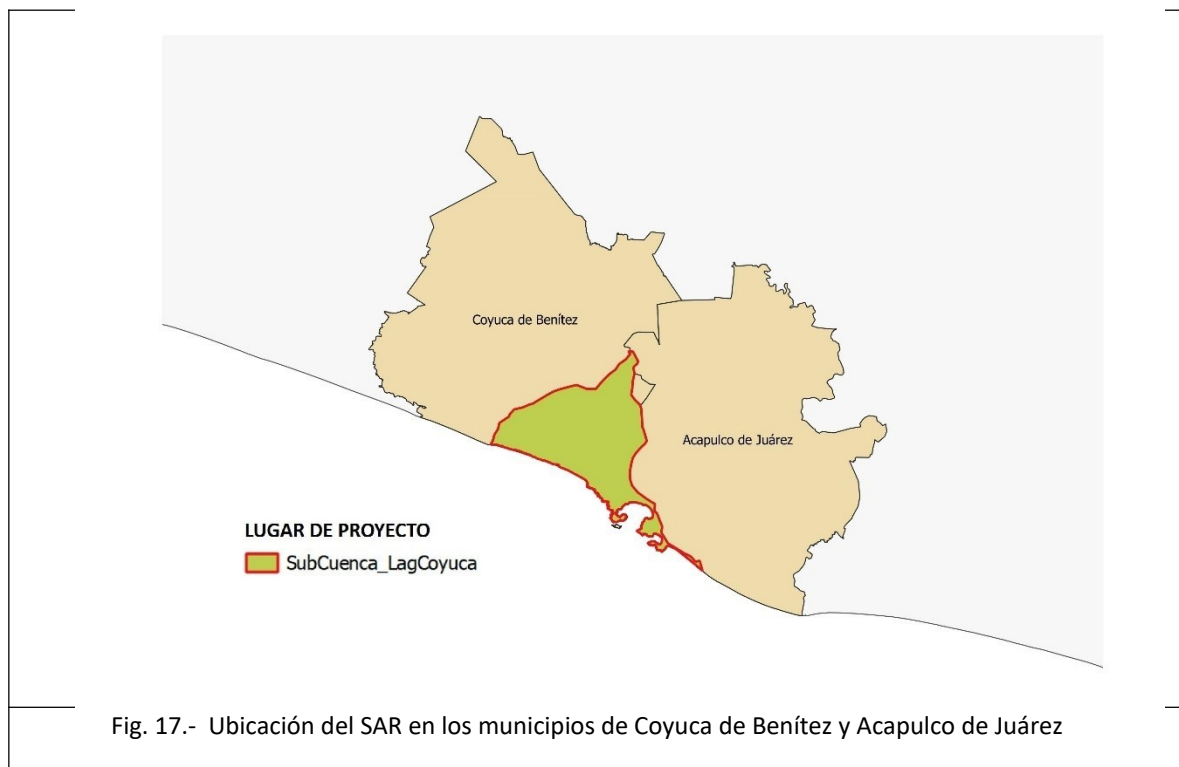 Coyuca de Benítez
Acapulco de Juárez
LUGAR DE PROYECTO
SubCuenca_LagCoyuca
Fig. 17.- Ubicación del SAR en los municipios de Coyuca de Benítez y Acapulco de Juárez